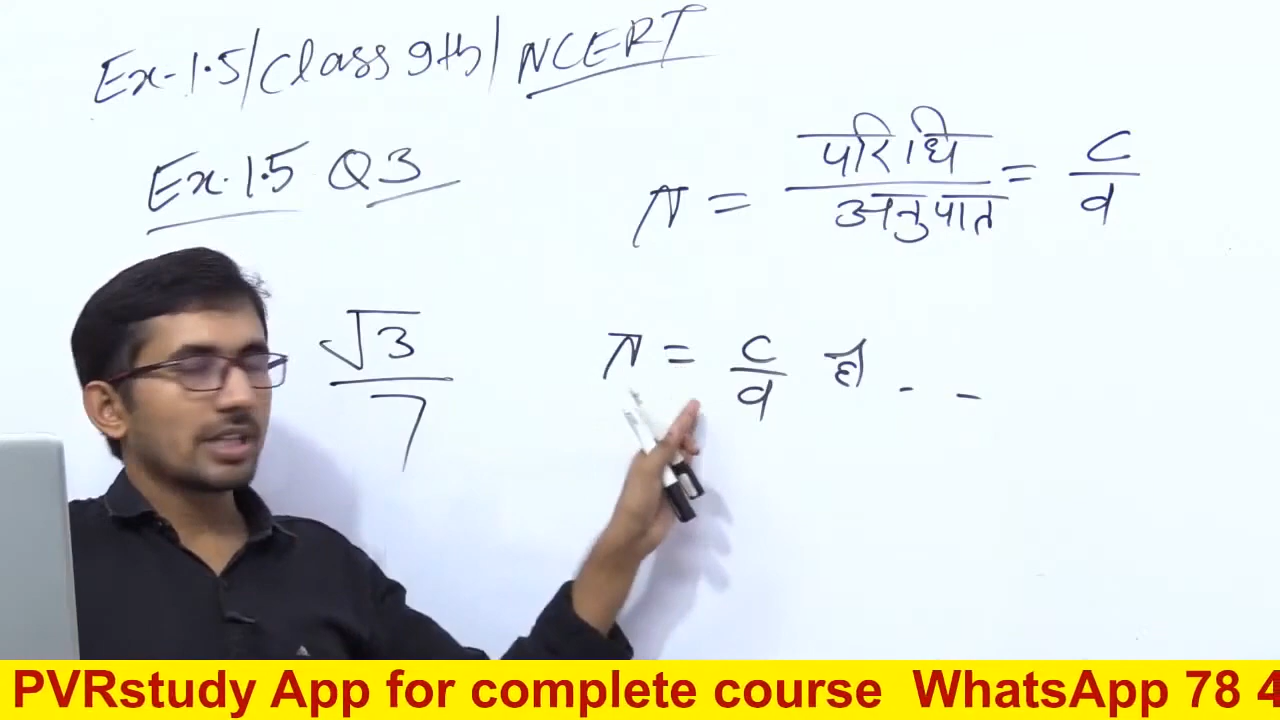 Ex-1.5/Class 9th/NCERT
Ex.1.5 Q3
π = परिधि/अनुपात = c/d
√3/7
π = c/d हो - -
PVRstudy App for complete course WhatsApp 78 4